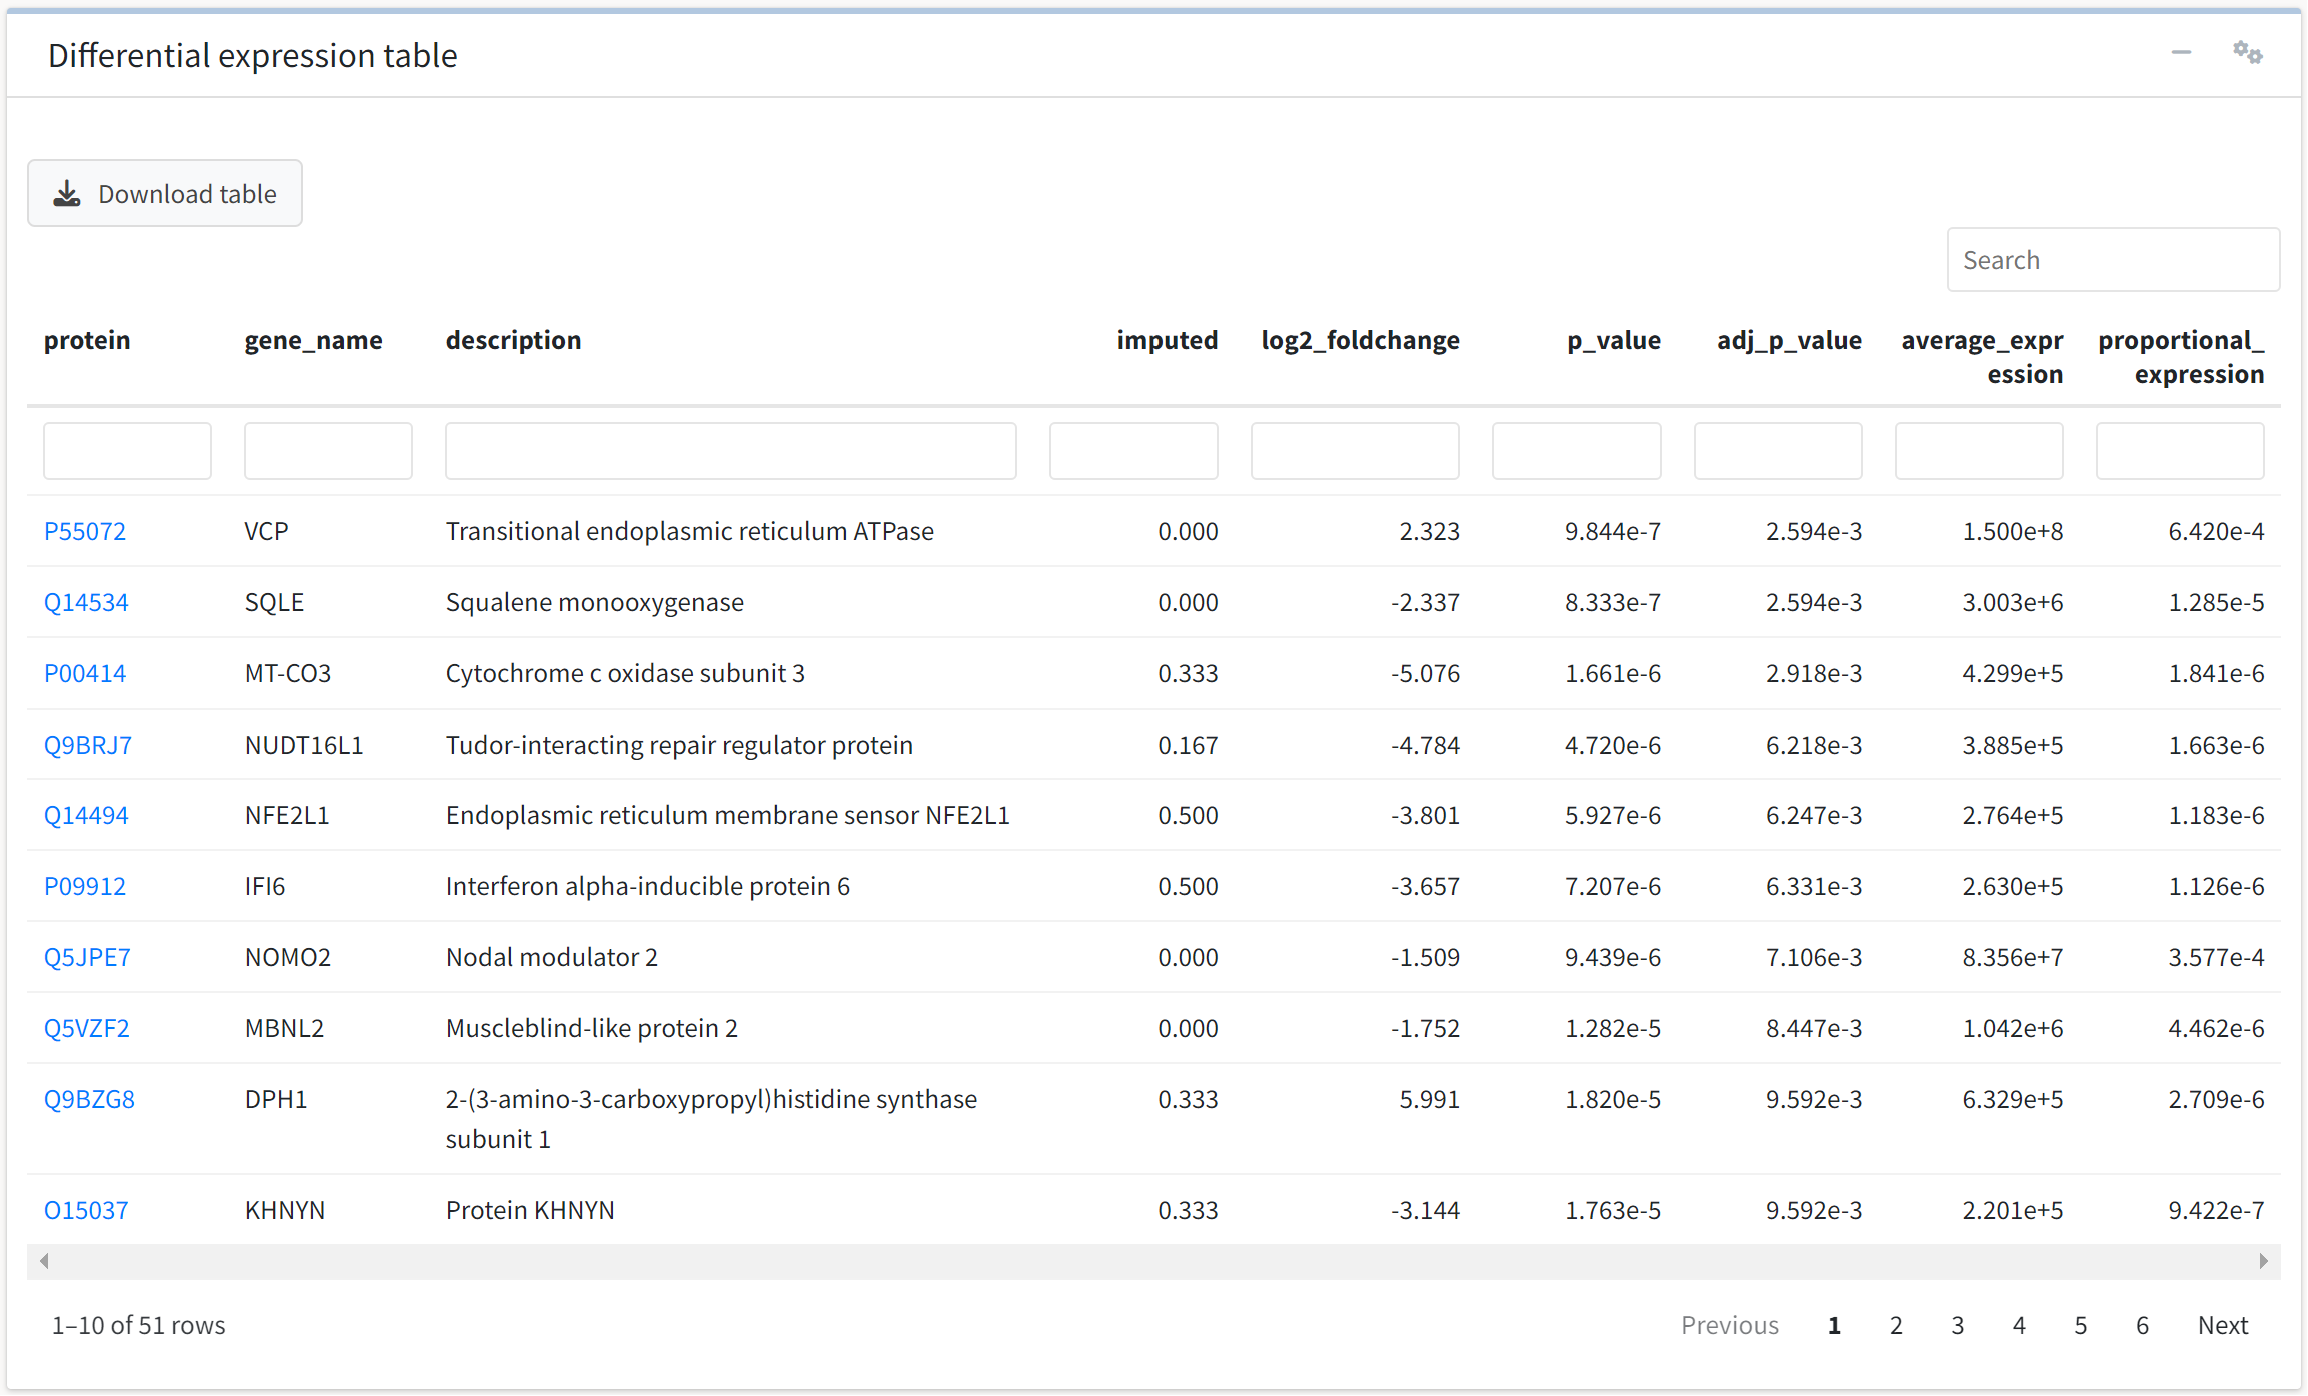 Differential expression table
Download table
Search
protein gene_name description imputed log2_foldchange p_value adj_p_value average_expr proportional_
ession expression
P55072 VCP Transitional endoplasmic reticulum ATPase 0.000 2.323 9.844e-7 2.594e-3 1.500e+8 6.420e-4
Q14534 SQLE Squalene monooxygenase 0.000 -2.337 8.333e-7 2.594e-3 3.003e+6 1.285e-5
P00414 MT-CO3 Cytochrome c oxidase subunit 3 0.333 -5.076 1.661e-6 2.918e-3 4.299e+5 1.841e-6
Q9BRJ7 NUDT16L1 Tudor-interacting repair regulator protein 0.167 -4.784 4.720e-6 6.218e-3 3.885e+5 1.663e-6
Q14494 NFE2L1 Endoplasmic reticulum membrane sensor NFE2L1 0.500 -3.801 5.927e-6 6.247e-3 2.764e+5 1.183e-6
P09912 IFI6 Interferon alpha-inducible protein 6 0.500 -3.657 7.207e-6 6.331e-3 2.630e+5 1.126e-6
Q5JPE7 NOMO2 Nodal modulator 2 0.000 -1.509 9.439e-6 7.106e-3 8.356e+7 3.577e-4
Q5VZF2 MBNL2 Muscleblind-like protein 2 0.000 -1.752 1.282e-5 8.447e-3 1.042e+6 4.462e-6
Q9BZG8 DPH1 2-(3-amino-3-carboxypropyl)histidine synthase 0.333 5.991 1.820e-5 9.592e-3 6.329e+5 2.709e-6
subunit 1
O15037 KHNYN Protein KHNYN 0.333 -3.144 1.763e-5 9.592e-3 2.201e+5 9.422e-7
1–10 of 51 rows Previous 1 2 3 4 5 6 Next